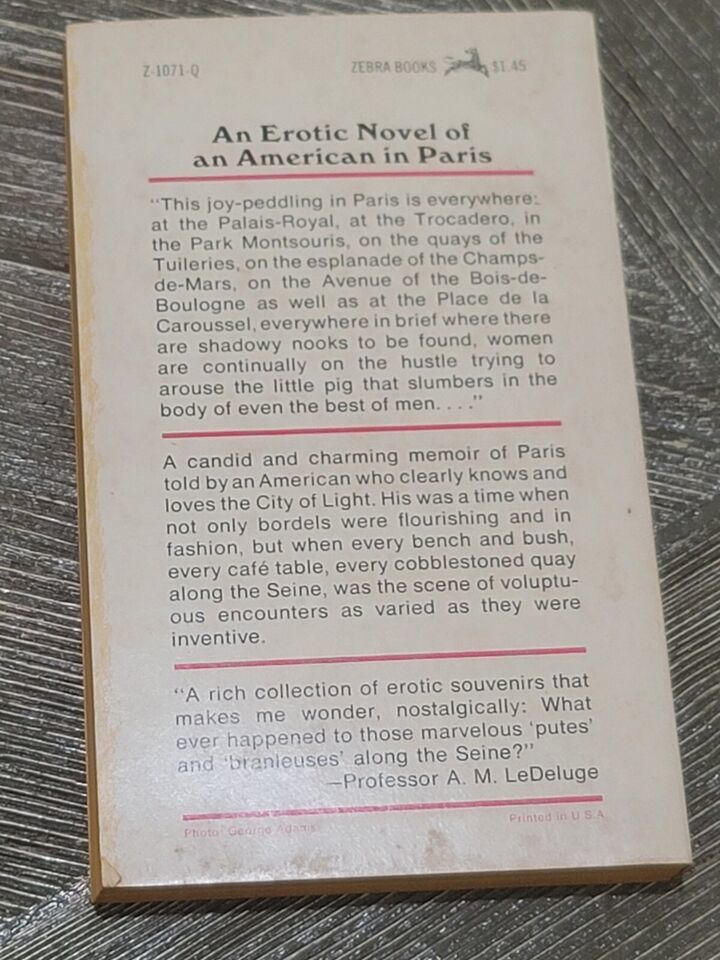 Z-1071-Q
ZEBRA BOOKS $1.45
An Erotic Novel of
an American in Paris
"This joy-peddling in Paris is everywhere:
at the Palais-Royal, at the Trocadero, in
the Park Montsouris, on the quays of the
Tuileries, on the esplanade of the Champs-
de-Mars, on the Avenue of the Bois-de-
Boulogne as well as at the Place de la
Caroussel, everywhere in brief where there
are shadowy nooks to be found, women
are continually on the hustle trying to
arouse the little pig that slumbers in the
body of even the best of men. . . ."
A candid and charming memoir of Paris
told by an American who clearly knows and
loves the City of Light. His was a time when
not only bordels were flourishing and in
fashion, but when every bench and bush,
every café table, every cobblestoned quay
along the Seine, was the scene of voluptu-
ous encounters as varied as they were
inventive.
"A rich collection of erotic souvenirs that
makes me wonder, nostalgically: What
ever happened to those marvelous 'putes'
and 'branleuses' along the Seine?"
—Professor A. M. LeDeluge
Photo: George Adams
Printed in U.S.A.